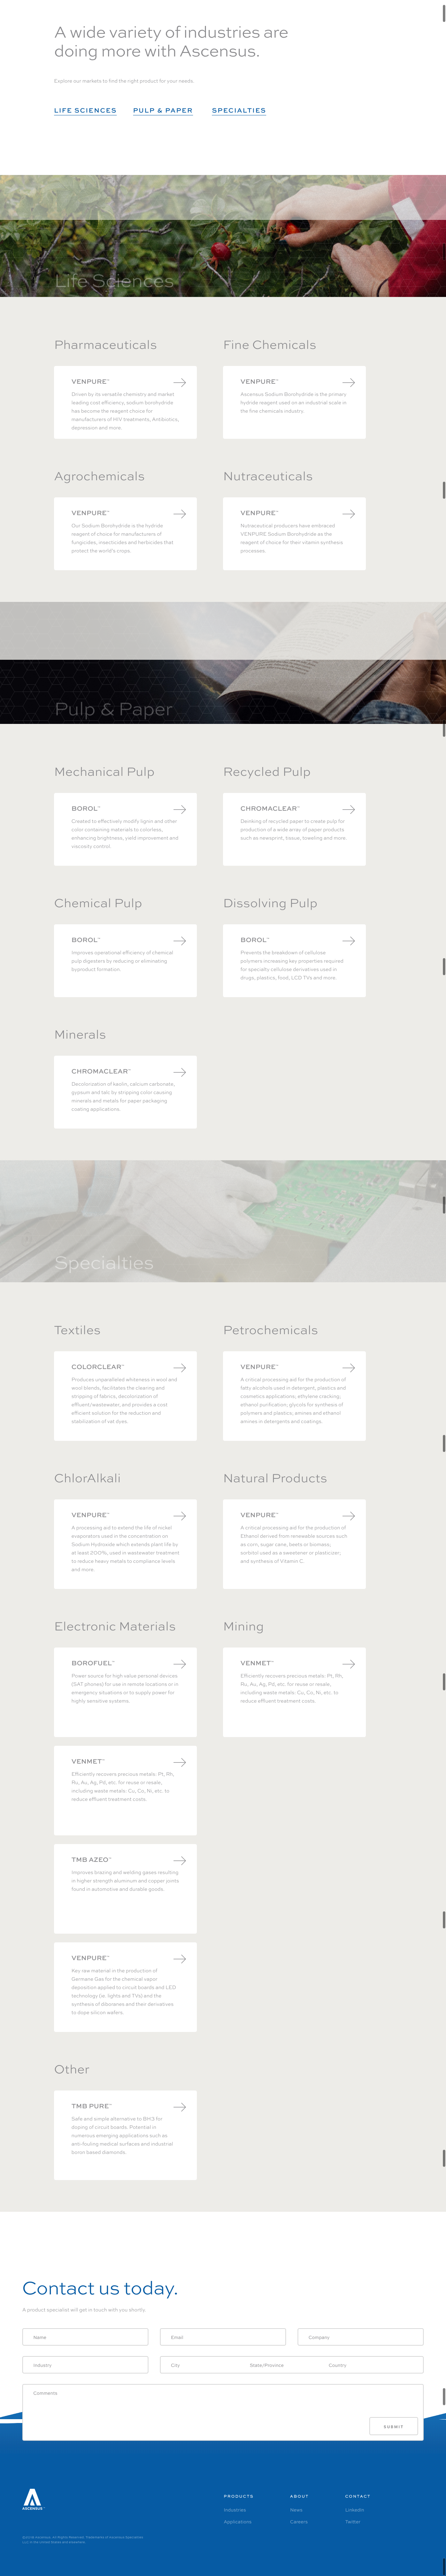 A wide variety of industries are
doing more with Ascensus.
Explore our markets to find the right product for your needs.
LIFE SCIENCES PULP & PAPER SPECIALTIES
Life Sciences
Pharmaceuticals
VENPURE™
Driven by its versatile chemistry and market
leading cost efficiency, sodium borohydride
has become the reagent choice for
manufacturers of HIV treatments, Antibiotics,
depression and more.
Fine Chemicals
VENPURE™
Ascensus Sodium Borohydride is the primary
hydride reagent used on an industrial scale in
the fine chemicals industry.
Agrochemicals
VENPURE™
Our Sodium Borohydride is the hydride
reagent of choice for manufacturers of
fungicides, insecticides and herbicides that
protect the world's crops.
Nutraceuticals
VENPURE™
Nutraceutical producers have embraced
VENPURE Sodium Borohydride as the
reagent of choice for their vitamin synthesis
processes.
Pulp & Paper
Mechanical Pulp
BOROL™
Created to effectively modify lignin and other
color-containing materials to colorless,
enhancing brightness, yield improvement and
viscosity control.
Recycled Pulp
CHROMACLEAR™
Deinking of recycled paper to create pulp for
production of a wide array of paper products
such as newsprint, tissue, toweling and more.
Chemical Pulp
BOROL™
Improves operational efficiency of chemical
pulp digesters by reducing or eliminating
byproduct formation.
Dissolving Pulp
BOROL™
Prevents the breakdown of cellulose
polymers increasing key properties required
for specialty cellulose derivatives used in
drugs, plastics, food, LCD TVs and more.
Minerals
CHROMACLEAR™
Decolorization of kaolin, calcium carbonate,
gypsum and talc by stripping color causing
minerals and metals for paper packaging
coating applications.
Specialties
Textiles
COLORCLEAR™
Produces unparalleled whiteness in wool and
wool blends; facilitates the clearing and
stripping of fabrics, decolorization of
effluent/wastewater, and provides a cost
efficient solution for the reduction and
stabilization of vat dyes.
Petrochemicals
VENPURE™
A critical processing aid for the production of
fatty alcohols used in detergent, plastics and
cosmetics applications; ethylene cracking;
ethanol purification; glycols for synthesis of
polymers and plastics; amines and ethanol
amines in detergents and coatings.
ChlorAlkali
VENPURE™
A processing aid to extend the life of nickel
evaporators used in the concentration on
Sodium Hydroxide which extends plant life by
at least 200%; used in wastewater treatment
to reduce heavy metals to compliance levels
and more.
Natural Products
VENPURE™
A critical processing aid for the production of
Ethanol derived from renewable sources such
as corn, sugar cane, beets or biomass;
sorbitol used as a sweetener or plasticizer;
and synthesis of Vitamin C.
Electronic Materials
BOROFUEL™
Power source for high value personal devices
(SAT phones) for use in remote locations or in
emergency situations or to supply power for
highly sensitive systems.
Mining
VENMET™
Efficiently recovers precious metals: Pt, Rh,
Ru, Au, Ag, Pd, etc. for reuse or resale,
including waste metals: Cu, Co, Ni, etc. to
reduce effluent treatment costs.
VENMET™
Efficiently recovers precious metals: Pt, Rh,
Ru, Au, Ag, Pd, etc. for reuse or resale,
including waste metals: Cu, Co, Ni, etc. to
reduce effluent treatment costs.
TMB AZEO™
Improves brazing and welding gases resulting
in higher strength aluminum and copper joints
found in automotive and durable goods.
VENPURE™
Key raw material in the production of
Germane Gas for the chemical vapor
deposition applied to circuit boards and LED
technology (ie. lights and TVs) and the
synthesis of diboranes and their derivatives
to dope silicon wafers.
Other
TMB PURE™
Safe and simple alternative to BH3 for
doping of circuit boards. Potential in
numerous emerging applications such as
anti-fouling medical surfaces and industrial
boron based diamonds.
Contact us today.
A product specialist will get in touch with you shortly.
Name Email Company
Industry City State/Province Country
Comments
SUBMIT
ASCENSUS
PRODUCTS ABOUT CONTACT
Industries News LinkedIn
Applications Careers Twitter